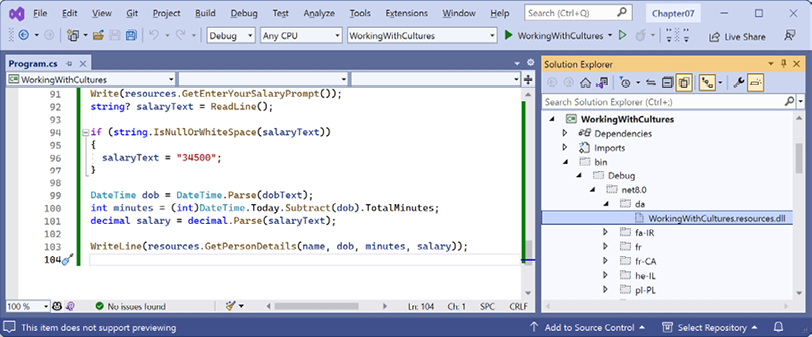 File Edit View Git Project Build Debug Test Analyze Tools Extensions Window Help Search (Ctrl+Q) Chapter07
Debug Any CPU WorkingWithCultures WorkingWithCultures Live Share
Program.cs
WorkingWithCultures
91 Write(resources.GetEnterYourSalaryPrompt());
92 string? salaryText = ReadLine();
93
94 if (string.IsNullOrWhiteSpace(salaryText))
95 {
96 salaryText = "34500";
97 }
98
99 DateTime dob = DateTime.Parse(dobText);
100 int minutes = (int)DateTime.Today.Subtract(dob).TotalMinutes;
101 decimal salary = decimal.Parse(salaryText);
102
103 WriteLine(resources.GetPersonDetails(name, dob, minutes, salary));
104
100 % No issues found Ln: 104 Ch: 1 SPC CRLF
Solution Explorer
Search Solution Explorer (Ctrl+;)
WorkingWithCultures
Dependencies
Imports
bin
Debug
net8.0
da
WorkingWithCultures.resources.dll
fa-IR
fr
fr-CA
he-IL
pl-PL
This item does not support previewing Add to Source Control Select Repository